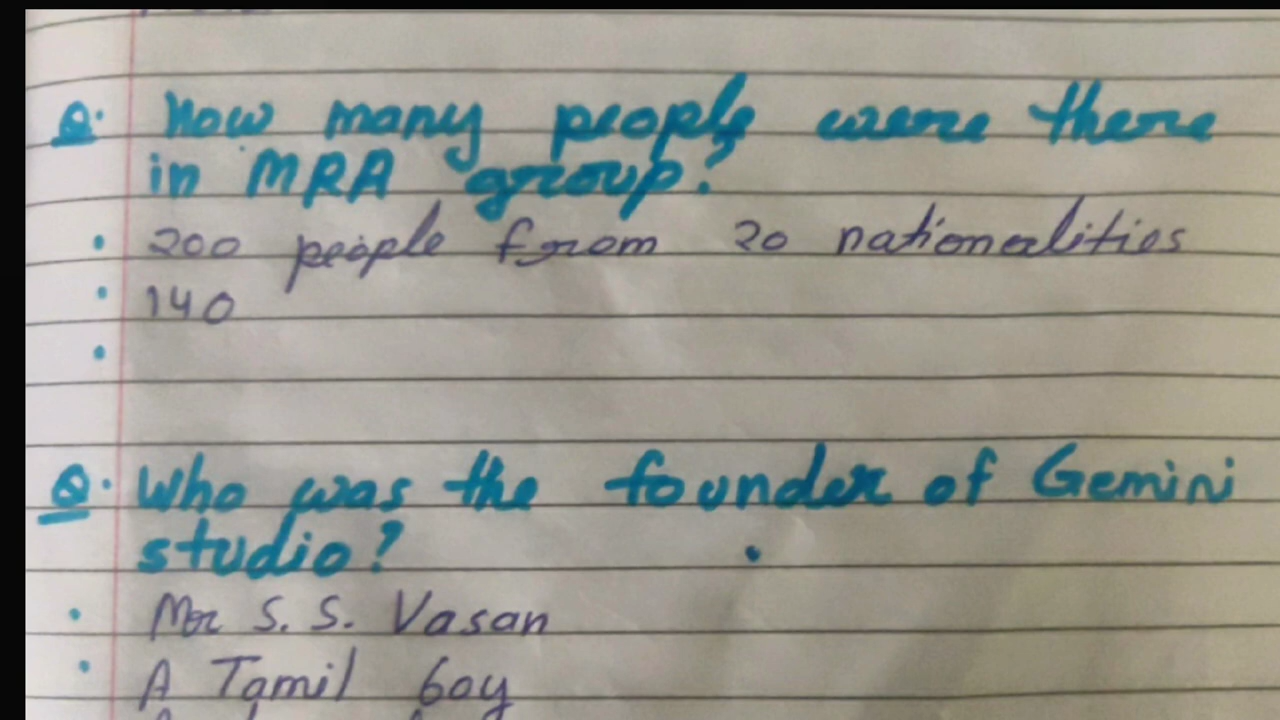 Q. How many people were there
in MRA group?
• 200 people from 20 nationalities
• 140
•
Q. Who was the founder of Gemini
studio?
• Mr S. S. Vasan
• A Tamil boy